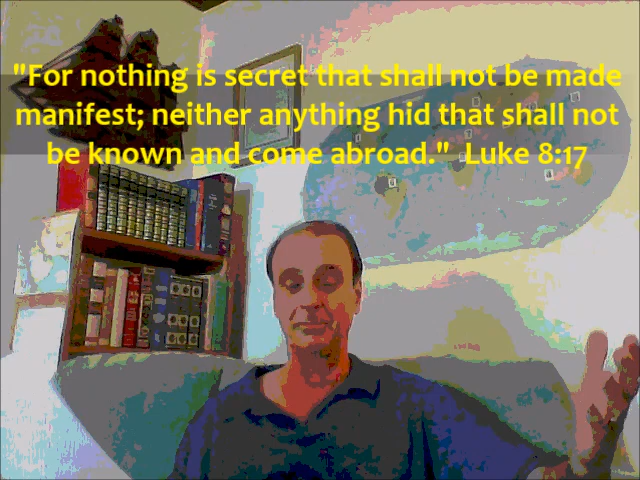 "For nothing is secret that shall not be made
manifest; neither anything hid that shall not
be known and come abroad."  Luke 8:17